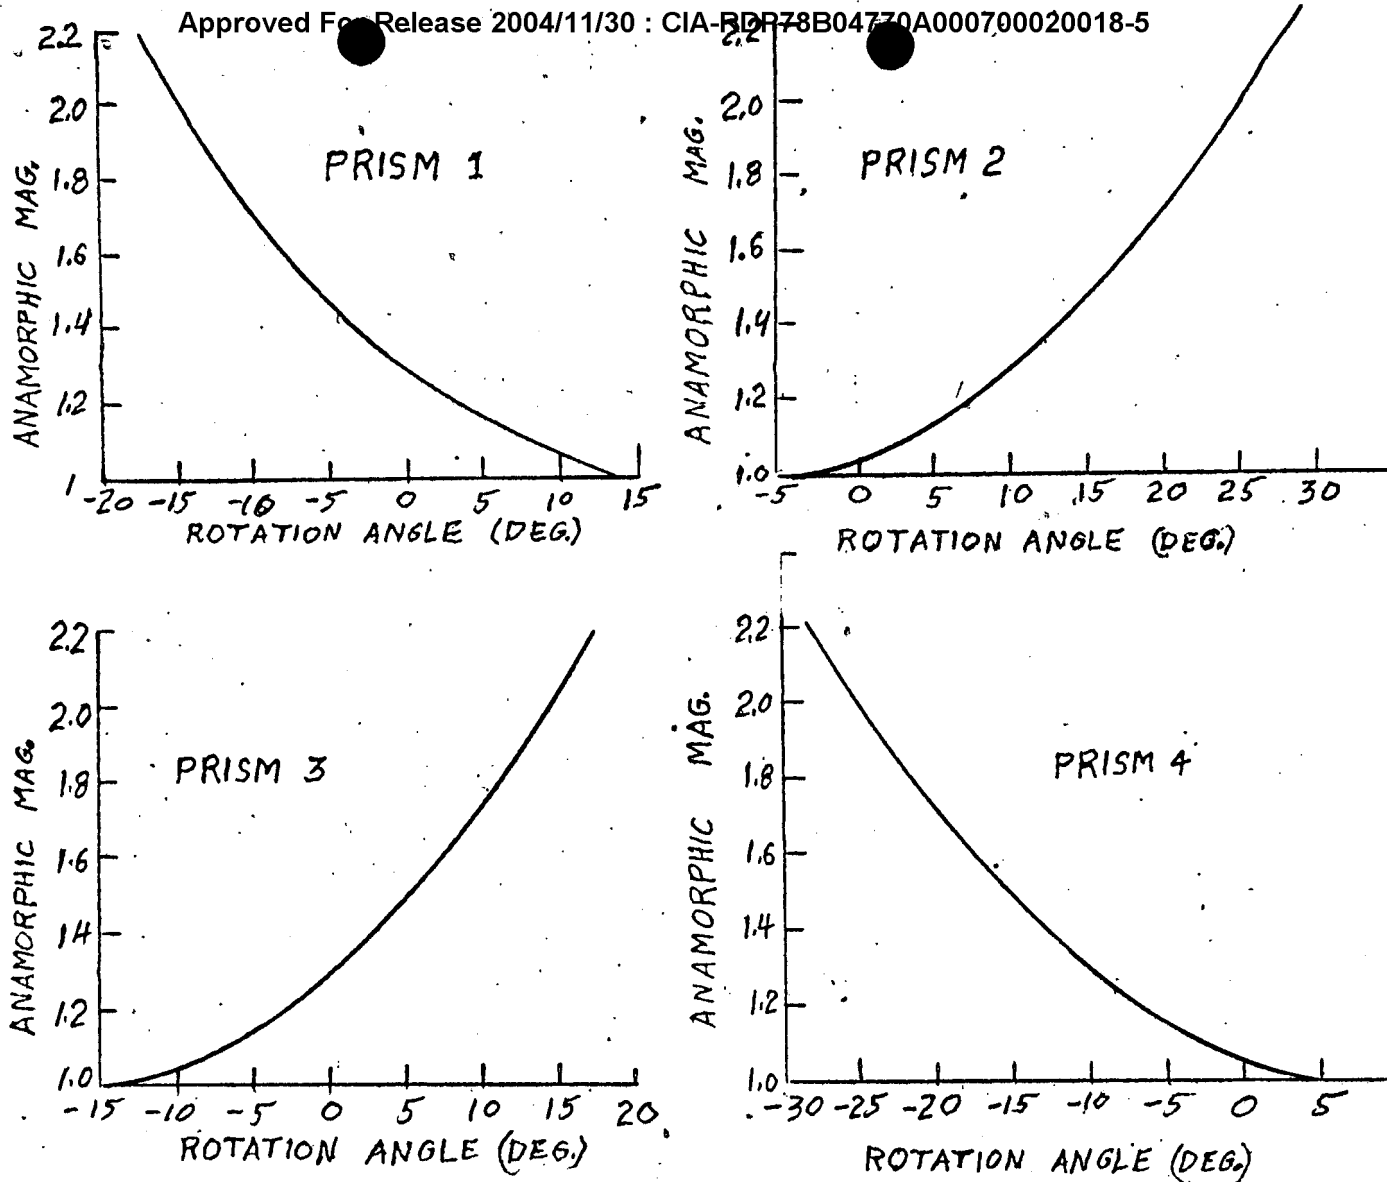 Approved For Release 2004/11/30 : CIA-RDP78B04770A000700020018-5
PRISM 1
ANAMORPHIC MAG.
2.2
2.0
1.8
1.6
1.4
1.2
1
-20 -15 -10 -5 0 5 10 15
ROTATION ANGLE (DEG.)
PRISM 2
ANAMORPHIC MAG.
2.2
2.0
1.8
1.6
1.4
1.2
1.0
-5 0 5 10 15 20 25 30
ROTATION ANGLE (DEG.)
PRISM 3
ANAMORPHIC MAG.
2.2
2.0
1.8
1.6
1.4
1.2
1.0
-15 -10 -5 0 5 10 15 20
ROTATION ANGLE (DEG.)
PRISM 4
ANAMORPHIC MAG.
2.2
2.0
1.8
1.6
1.4
1.2
1.0
-30 -25 -20 -15 -10 -5 0 5
ROTATION ANGLE (DEG.)